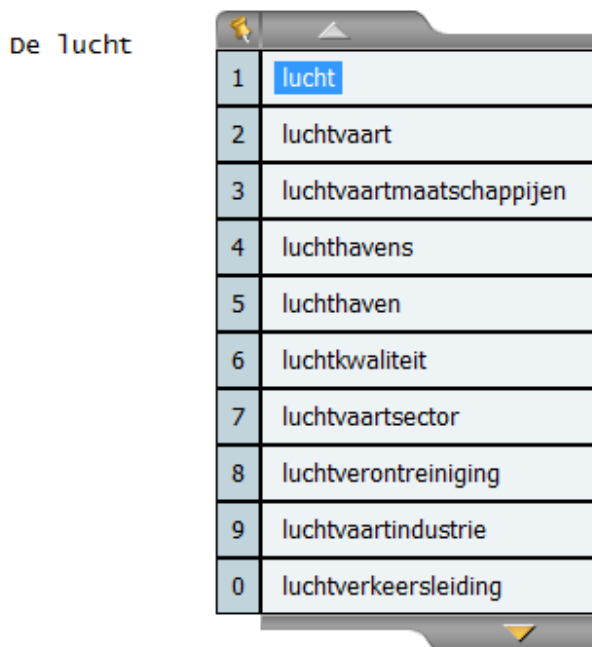 De lucht
1 lucht
2 luchtvaart
3 luchtvaartmaatschappijen
4 luchthavens
5 luchthaven
6 luchtkwaliteit
7 luchtvaartsector
8 luchtverontreiniging
9 luchtvaartindustrie
0 luchtverkeersleiding